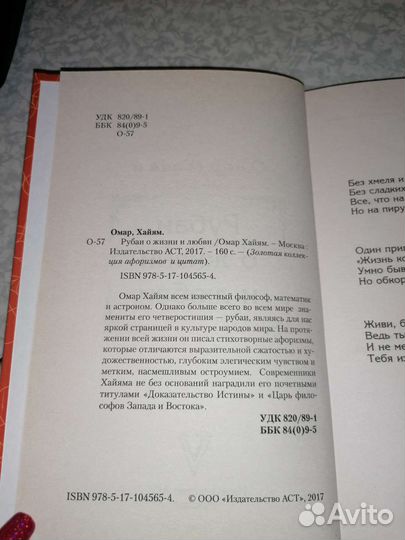 УДК 820/89-1
ББК 84(0)9-5
О-57
Омар, Хайям.
О-57 Рубаи о жизни и любви /Омар Хайям. – Москва :
Издательство АСТ, 2017. – 160 с. – (Золотая коллек-
ция афоризмов и цитат).
ISBN 978-5-17-104565-4.
Омар Хайям всем известный философ, математик
и астроном. Однако больше всего во всем мире зна-
мениты его четверостишия — рубаи, являясь для нас
яркой страницей в культуре народов мира. На протя-
жении всей жизни он писал стихотворные афоризмы,
которые отличаются выразительной сжатостью и ху-
дожественностью, глубоким элегическим чувством и
метким, насмешливым остроумием. Современники
Хайяма не без оснований наградили его почетными
титулами «Доказательство Истины» и «Царь фило-
софов Запада и Востока».
УДК 820/89-1
ББК 84(0)9-5
ISBN 978-5-17-104565-4. © ООО «Издательство АСТ», 2017
Без хмеля и
Без сладких
Все, что на
Но на пиру
Один при
«Жизнь ко
Умно был
Но обнор
Живи, б
Ведь ты
И не ме
Тебя из
Avito